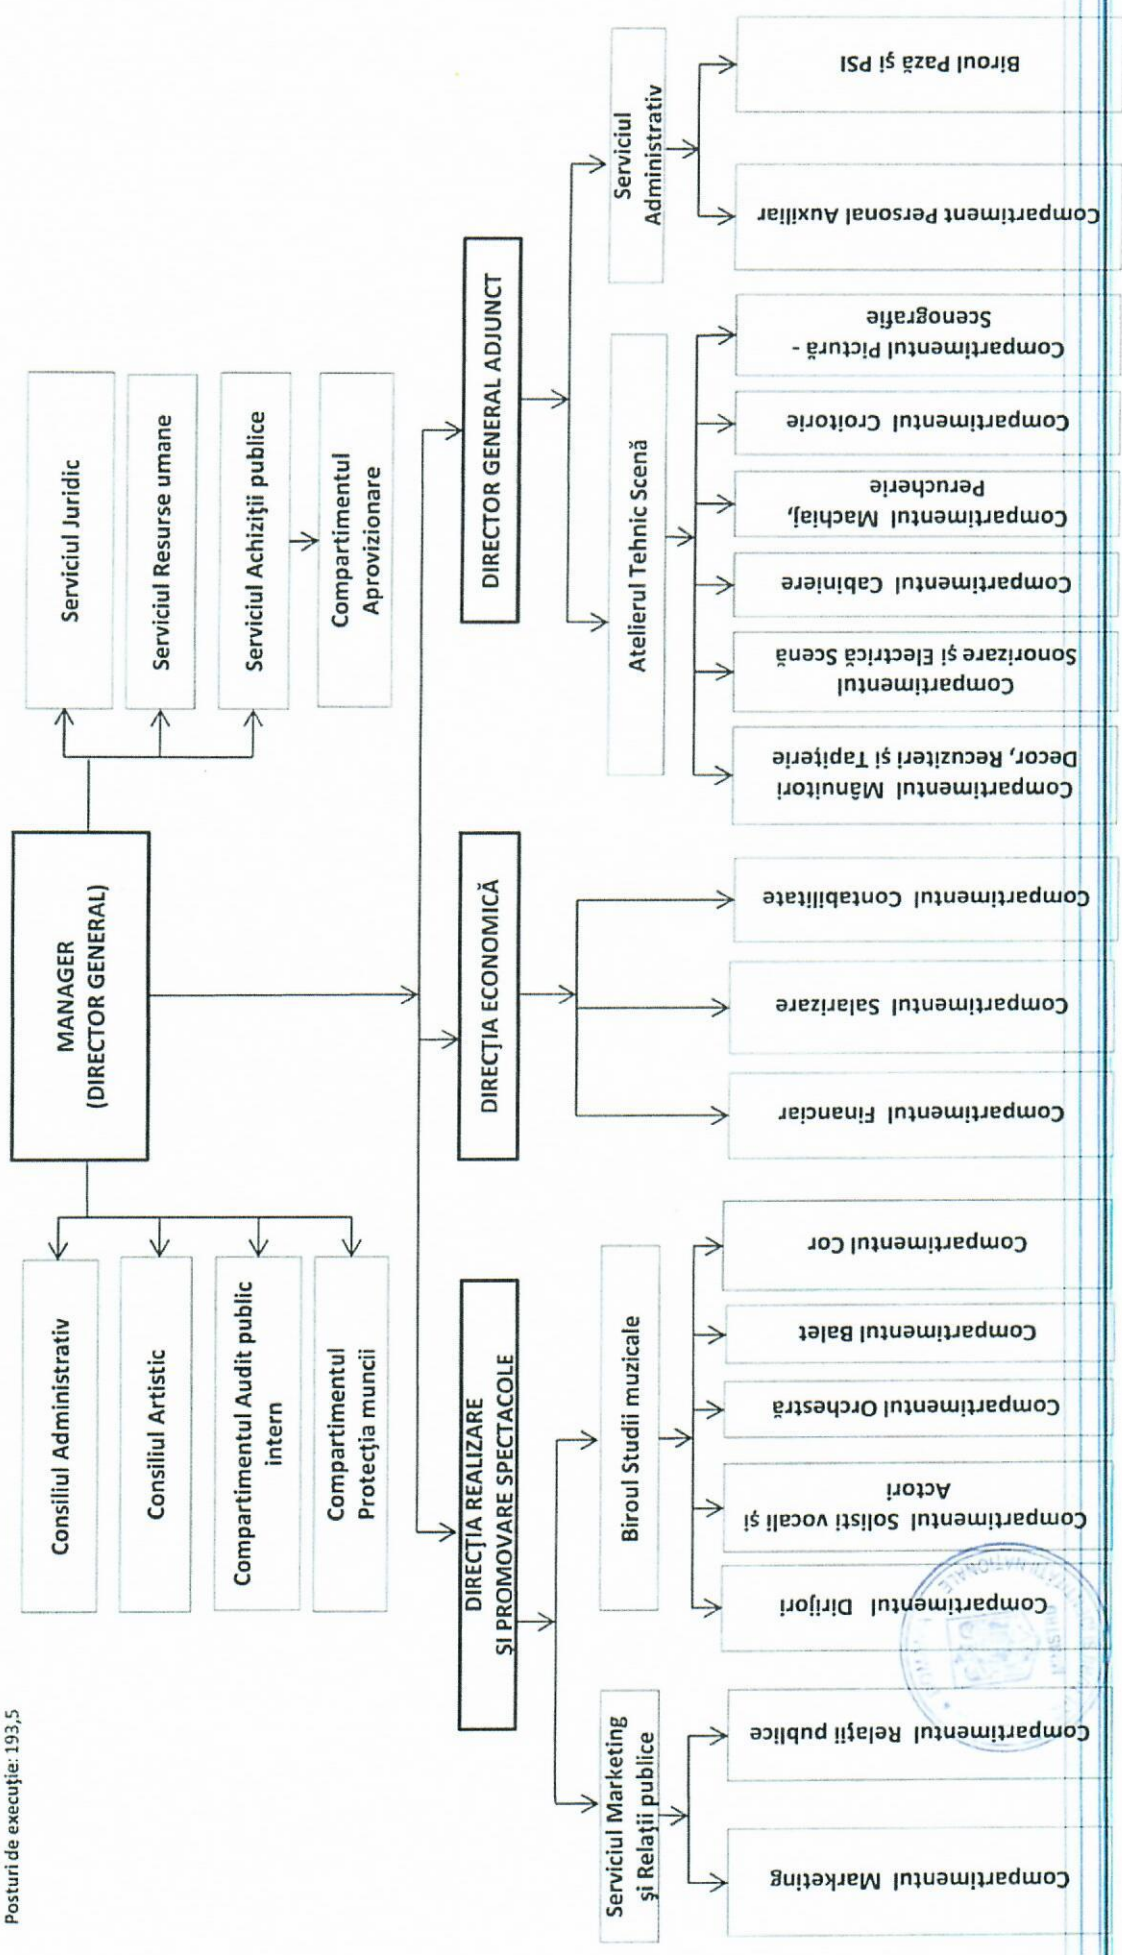 Posturi de execuție: 193,5
MANAGER
(DIRECTOR GENERAL)
Consiliul Administrativ
Consiliul Artistic
Compartimentul Audit public
intern
Compartimentul
Protecția muncii
Serviciul Juridic
Serviciul Resurse umane
Serviciul Achiziții publice
Compartimentul
Aprovizionare
DIRECȚIA REALIZARE
ȘI PROMOVARE SPECTACOLE
DIRECȚIA ECONOMICĂ
DIRECTOR GENERAL ADJUNCT
Serviciul Marketing
și Relații publice
Biroul Studii muzicale
Atelierul Tehnic Scenă
Serviciul
Administrativ
Compartimentul Marketing
Compartimentul Relații publice
Compartimentul Dirijori
Compartimentul Solisti vocali și
Actori
Compartimentul Orchestră
Compartimentul Balet
Compartimentul Cor
Compartimentul Financiar
Compartimentul Salarizare
Compartimentul Contabilitate
Compartimentul Mânuitori
Decor, Recuziteri și Tapițerie
Compartimentul
Sonorizare și Electrică Scenă
Compartimentul Cabiniere
Compartimentul Machiaj,
Perucherie
Compartimentul Croitorie
Compartimentul Pictură -
Scenografie
Compartiment Personal Auxiliar
Biroul Pază și PSI